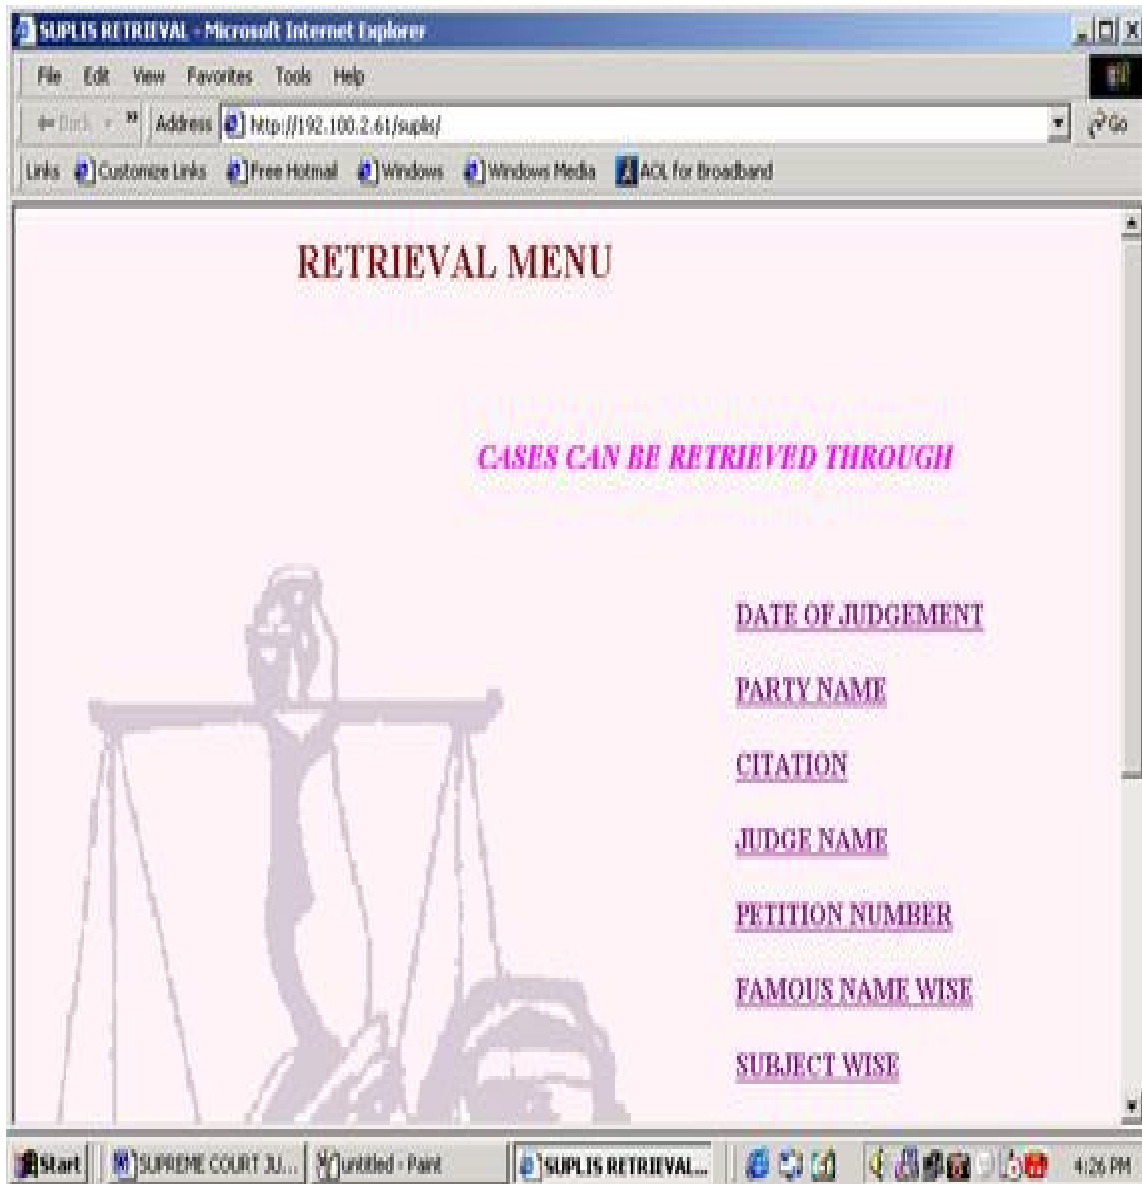 SUPLIS RETRIEVAL - Microsoft Internet Explorer
File Edit View Favorites Tools Help
Back » Address http://192.100.2.61/suplis/ Go
Links Customize Links Free Hotmail Windows Windows Media AOL for Broadband
RETRIEVAL MENU
CASES CAN BE RETRIEVED THROUGH
DATE OF JUDGEMENT
PARTY NAME
CITATION
JUDGE NAME
PETITION NUMBER
FAMOUS NAME WISE
SUBJECT WISE
Start SUPREME COURT JU... untitled - Paint SUPLIS RETRIEVAL... 4:26 PM